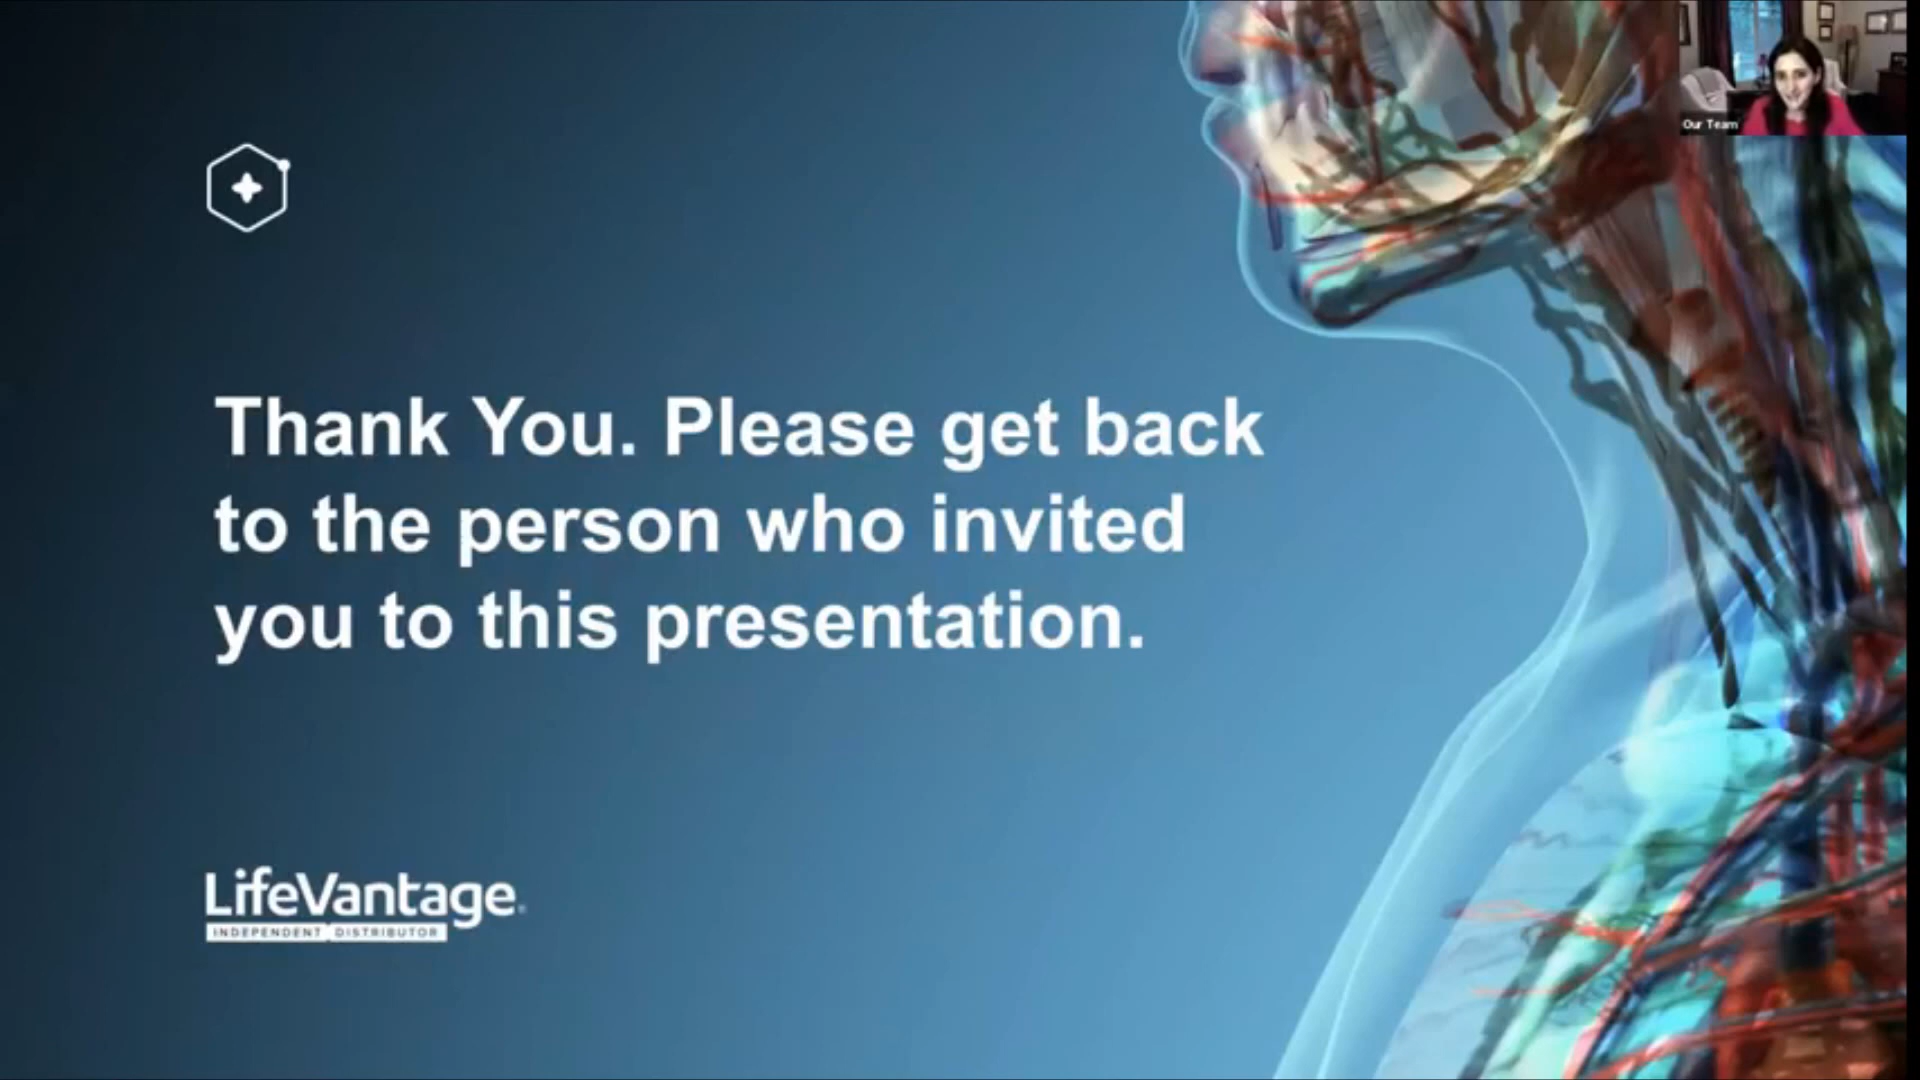 Our Team
Thank You. Please get back
to the person who invited
you to this presentation.
LifeVantage®
INDEPENDENT DISTRIBUTOR